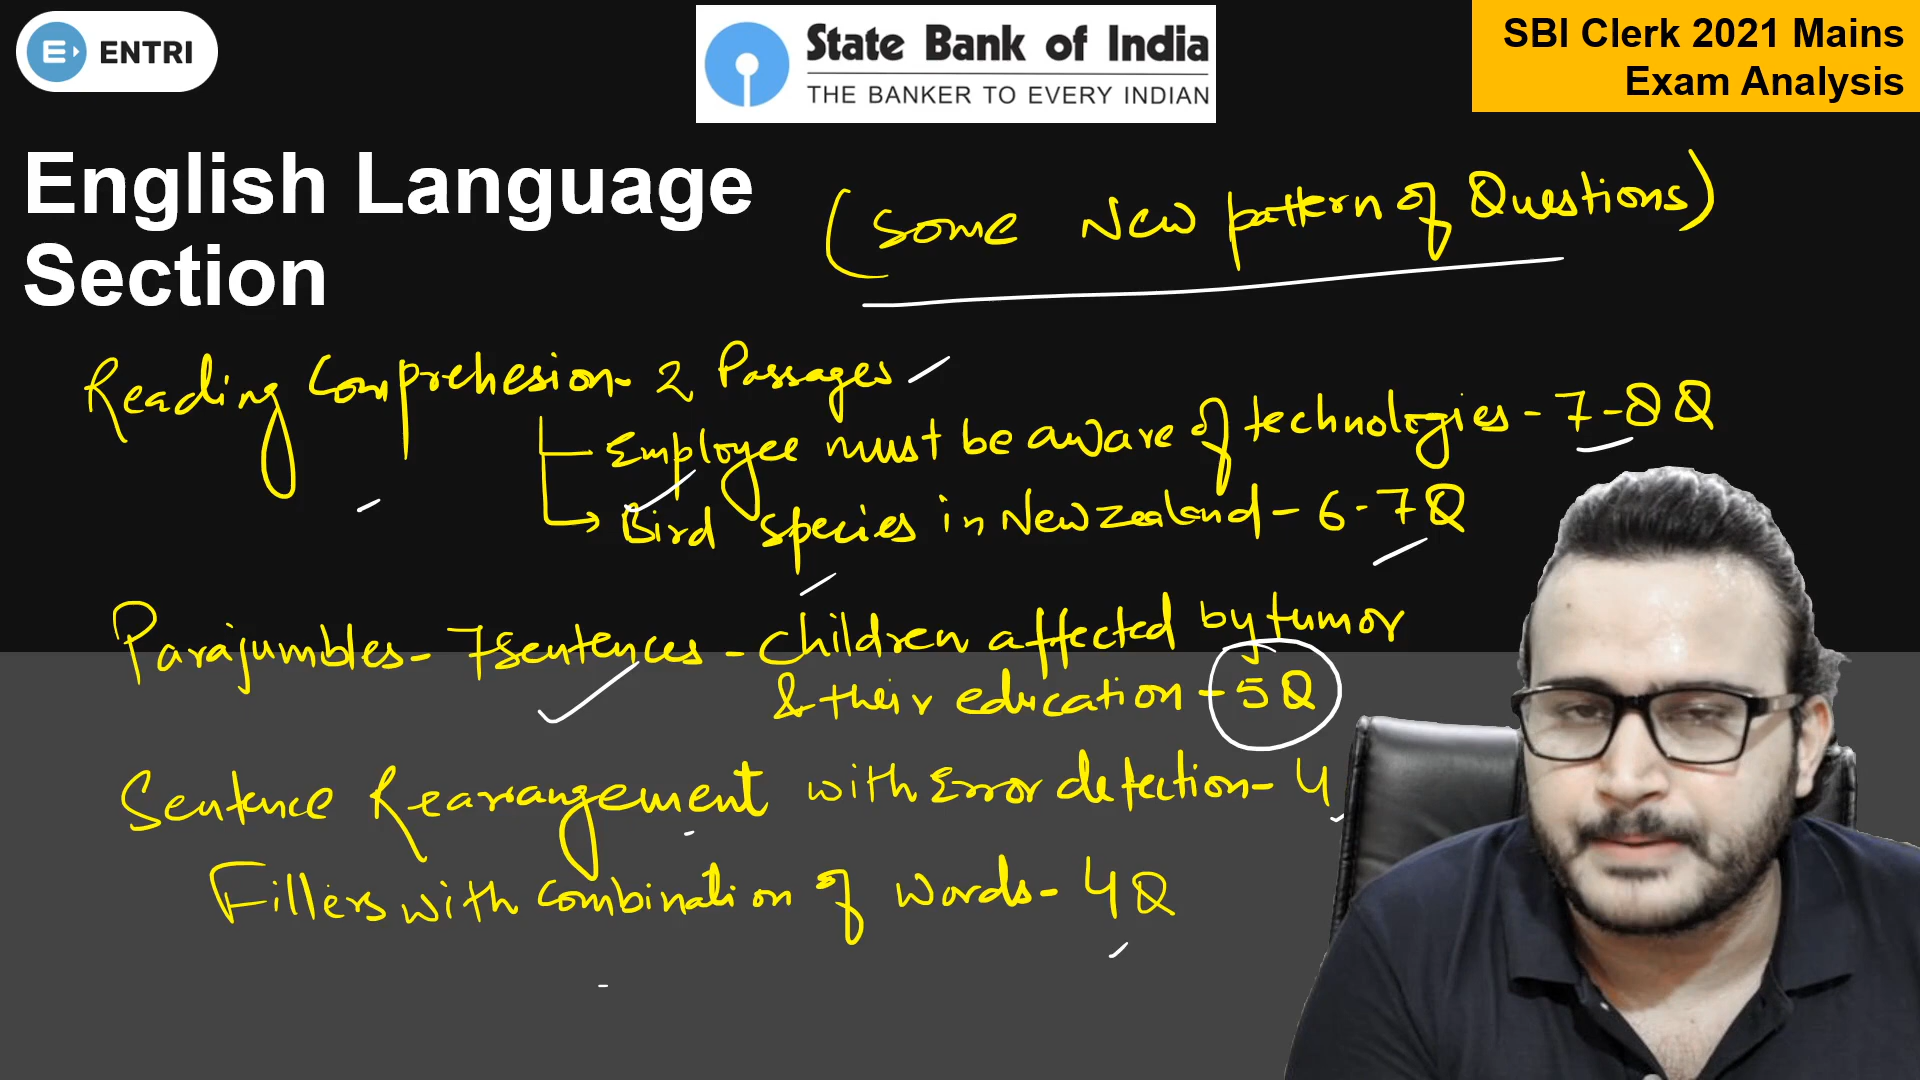 ENTRI
State Bank of India
THE BANKER TO EVERY INDIAN
SBI Clerk 2021 Mains
Exam Analysis
English Language
Section
(Some New pattern of Questions)
Reading Comprehesion- 2 Passages
Employee must be aware of technologies - 7-8Q
Bird species in Newzealand - 6-7Q
Parajumbles - 7 sentences - children affected by tumor
& their education - 5Q
Sentence Rearrangement with Error detection - 4
Fillers with combination of words - 4Q